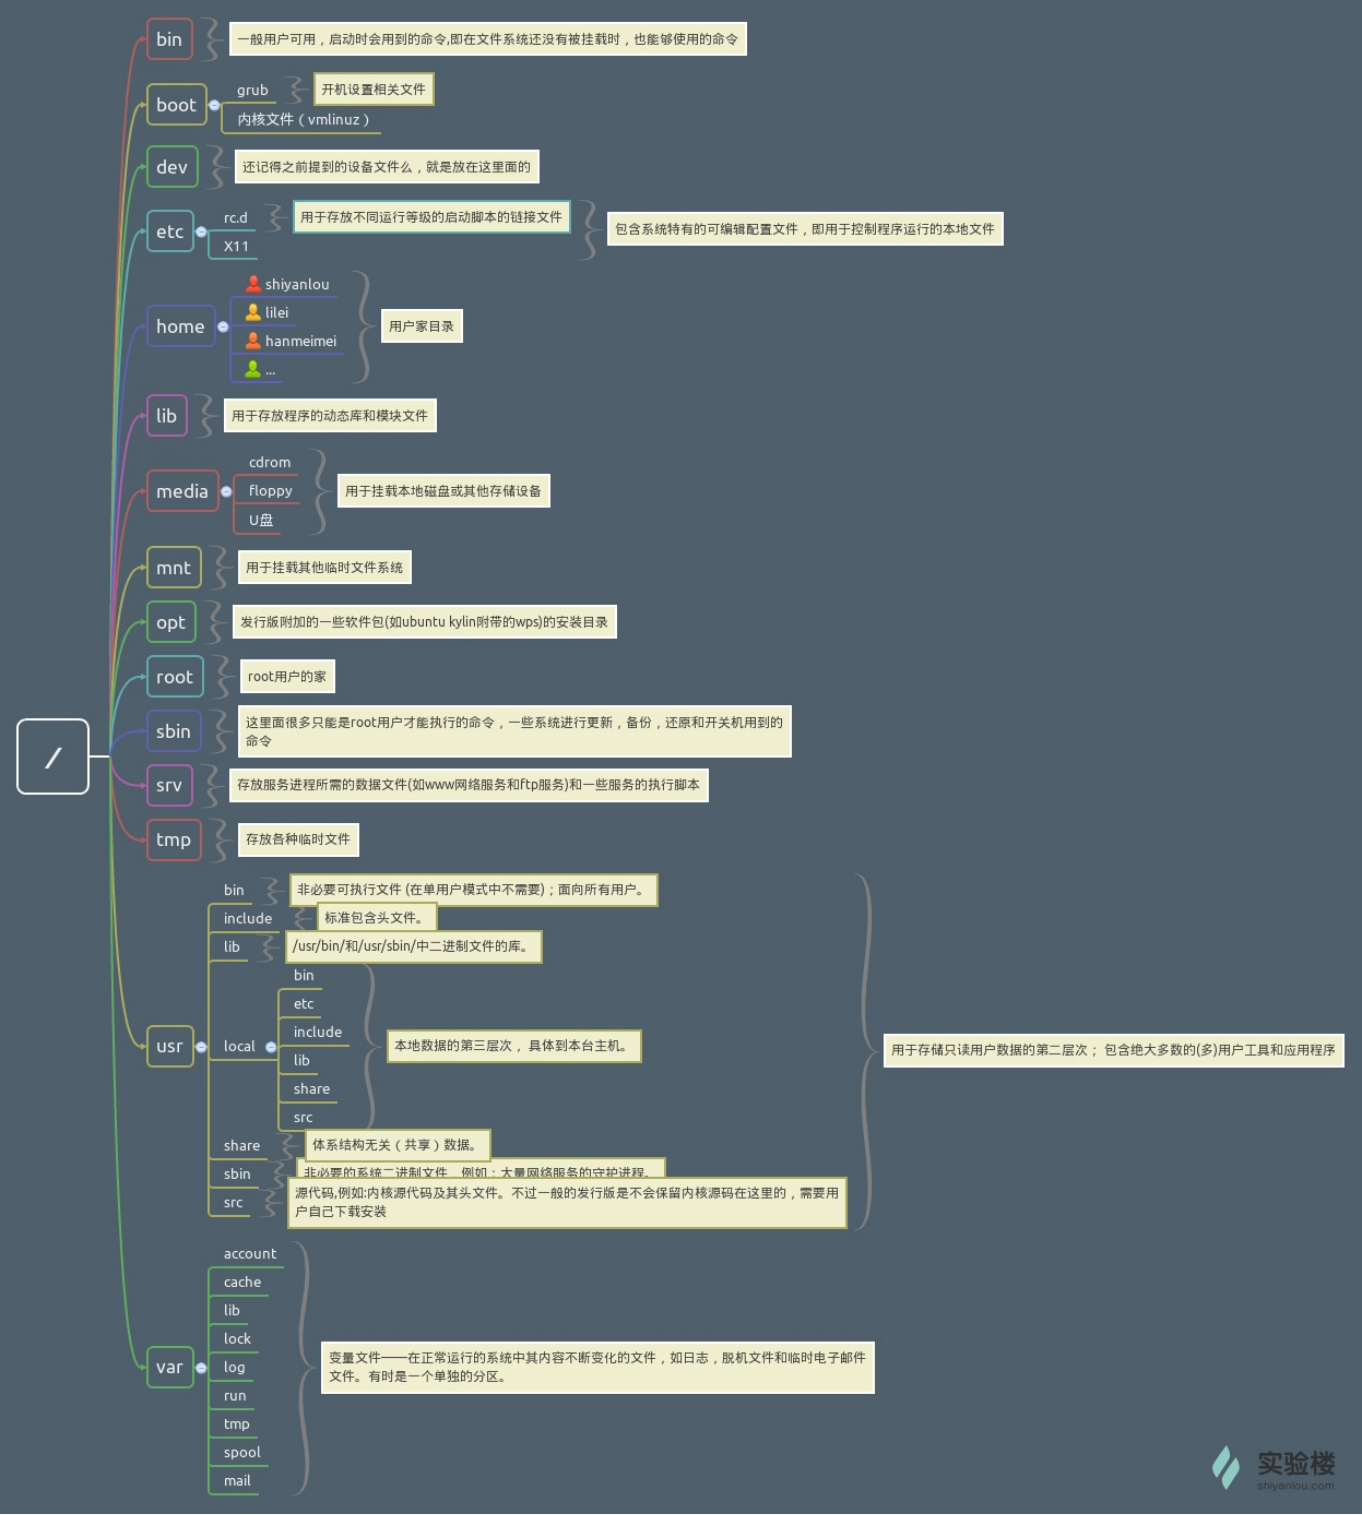 bin
一般用户可用，启动时会用到的命令,即在文件系统还没有被挂载时，也能够使用的命令
boot
grub
开机设置相关文件
内核文件（vmlinuz）
dev
还记得之前提到的设备文件么，就是放在这里面的
etc
rc.d
用于存放不同运行等级的启动脚本的链接文件
X11
包含系统特有的可编辑配置文件，即用于控制程序运行的本地文件
home
shiyanlou
lilei
hanmeimei
...
用户家目录
lib
用于存放程序的动态库和模块文件
media
cdrom
floppy
U盘
用于挂载本地磁盘或其他存储设备
mnt
用于挂载其他临时文件系统
opt
发行版附加的一些软件包(如ubuntu kylin附带的wps)的安装目录
root
root用户的家
/
sbin
这里面很多只能是root用户才能执行的命令，一些系统进行更新，备份，还原和开关机用到的
命令
srv
存放服务进程所需的数据文件(如www网络服务和ftp服务)和一些服务的执行脚本
tmp
存放各种临时文件
usr
bin
非必要可执行文件 (在单用户模式中不需要)；面向所有用户。
include
标准包含头文件。
lib
/usr/bin/和/usr/sbin/中二进制文件的库。
local
bin
etc
include
lib
share
src
本地数据的第三层次， 具体到本台主机。
share
体系结构无关（共享）数据。
sbin
非必要的系统二进制文件，例如：大量网络服务的守护进程。
src
源代码,例如:内核源代码及其头文件。不过一般的发行版是不会保留内核源码在这里的，需要用
户自己下载安装
用于存储只读用户数据的第二层次； 包含绝大多数的(多)用户工具和应用程序
var
account
cache
lib
lock
log
run
tmp
spool
mail
变量文件——在正常运行的系统中其内容不断变化的文件，如日志，脱机文件和临时电子邮件
文件。有时是一个单独的分区。
实验楼
shiyanlou.com